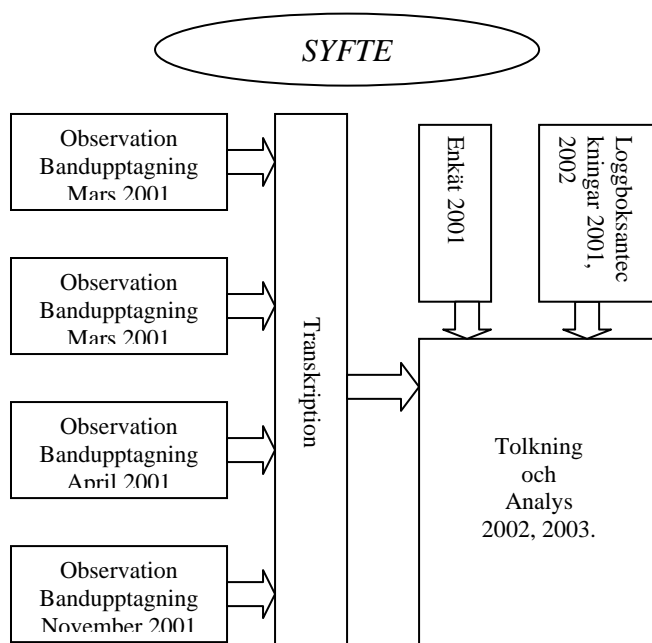 SYFTE
Observation
Bandupptagning
Mars 2001
Observation
Bandupptagning
Mars 2001
Observation
Bandupptagning
April 2001
Observation
Bandupptagning
November 2001
Transkription
Enkät 2001
Loggboksantec
kningar 2001,
2002
Tolkning
och
Analys
2002, 2003.